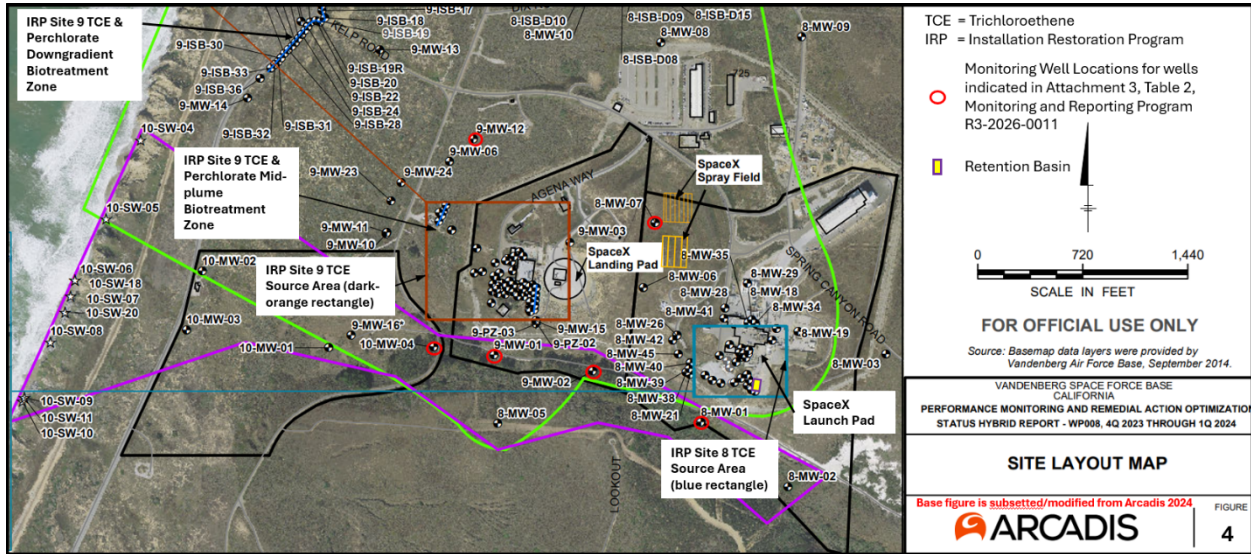 IRP Site 9 TCE &
Perchlorate
Downgradient
Biotreatment
Zone
9-ISB-17
9-ISB-18
9-ISB-19
KELP ROAD
9-MW-13
9-ISB-30
9-ISB-33
9-ISB-36
9-MW-14
9-ISB-32
9-ISB-31
9-ISB-19R
9-ISB-20
9-ISB-22
9-ISB-24
9-ISB-28
8-ISB-D10
8-MW-10
8-ISB-D09
8-ISB-D15
8-MW-08
8-ISB-D08
8-MW-09
725
10-SW-04
10-SW-05
10-SW-06
10-SW-18
10-SW-07
10-SW-20
10-SW-08
10-SW-09
10-SW-11
10-SW-10
IRP Site 9 TCE &
Perchlorate Mid-
plume
Biotreatment
Zone
9-MW-12
9-MW-06
9-MW-24
9-MW-23
9-MW-11
9-MW-10
AGENA WAY
SpaceX
Spray Field
8-MW-07
9-MW-03
SpaceX
Landing Pad
IRP Site 9 TCE
Source Area (dark-
orange rectangle)
10-MW-02
10-MW-03
10-MW-01
9-MW-16*
10-MW-04
9-PZ-03
9-MW-01
9-MW-15
9-PZ-02
9-MW-02
8-MW-35
8-MW-06
8-MW-28
8-MW-41
8-MW-29
8-MW-18
8-MW-34
8-MW-26
8-MW-42
8-MW-45
8-MW-40
8-MW-39
8-MW-38
8-MW-21
8-MW-19
8-MW-03
SPRING CANYON ROAD
8-MW-05
8-MW-01
SpaceX
Launch Pad
IRP Site 8 TCE
Source Area
(blue rectangle)
8-MW-02
LOOKOUT
TCE = Trichloroethene
IRP = Installation Restoration Program
Monitoring Well Locations for wells
indicated in Attachment 3, Table 2,
Monitoring and Reporting Program
R3-2026-0011
Retention Basin
0 720 1,440
SCALE IN FEET
FOR OFFICIAL USE ONLY
Source: Basemap data layers were provided by
Vandenberg Air Force Base, September 2014.
VANDENBERG SPACE FORCE BASE
CALIFORNIA
PERFORMANCE MONITORING AND REMEDIAL ACTION OPTIMIZATION
STATUS HYBRID REPORT - WP008, 4Q 2023 THROUGH 1Q 2024
SITE LAYOUT MAP
Base figure is subsetted/modified from Arcadis 2024
ARCADIS
FIGURE
4